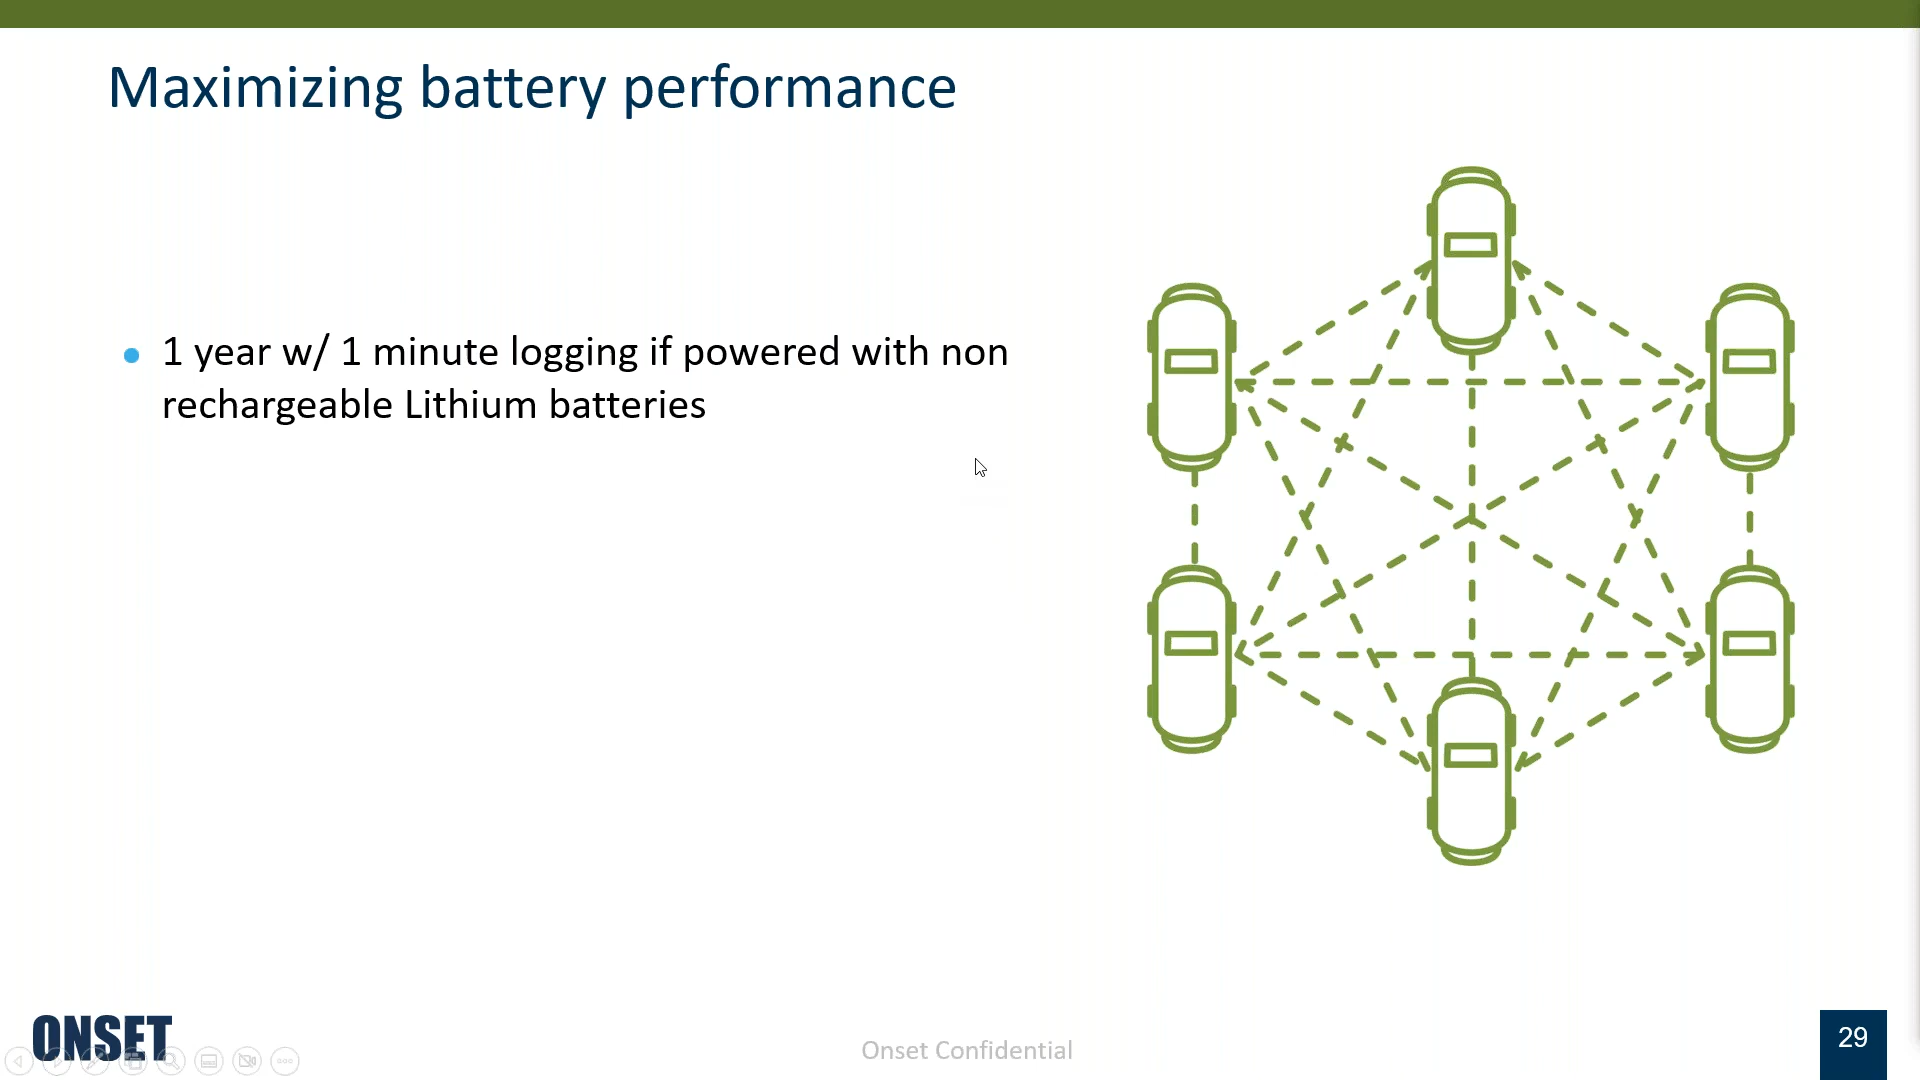 Maximizing battery performance
1 year w/ 1 minute logging if powered with non
rechargeable Lithium batteries
ONSET
Onset Confidential
29